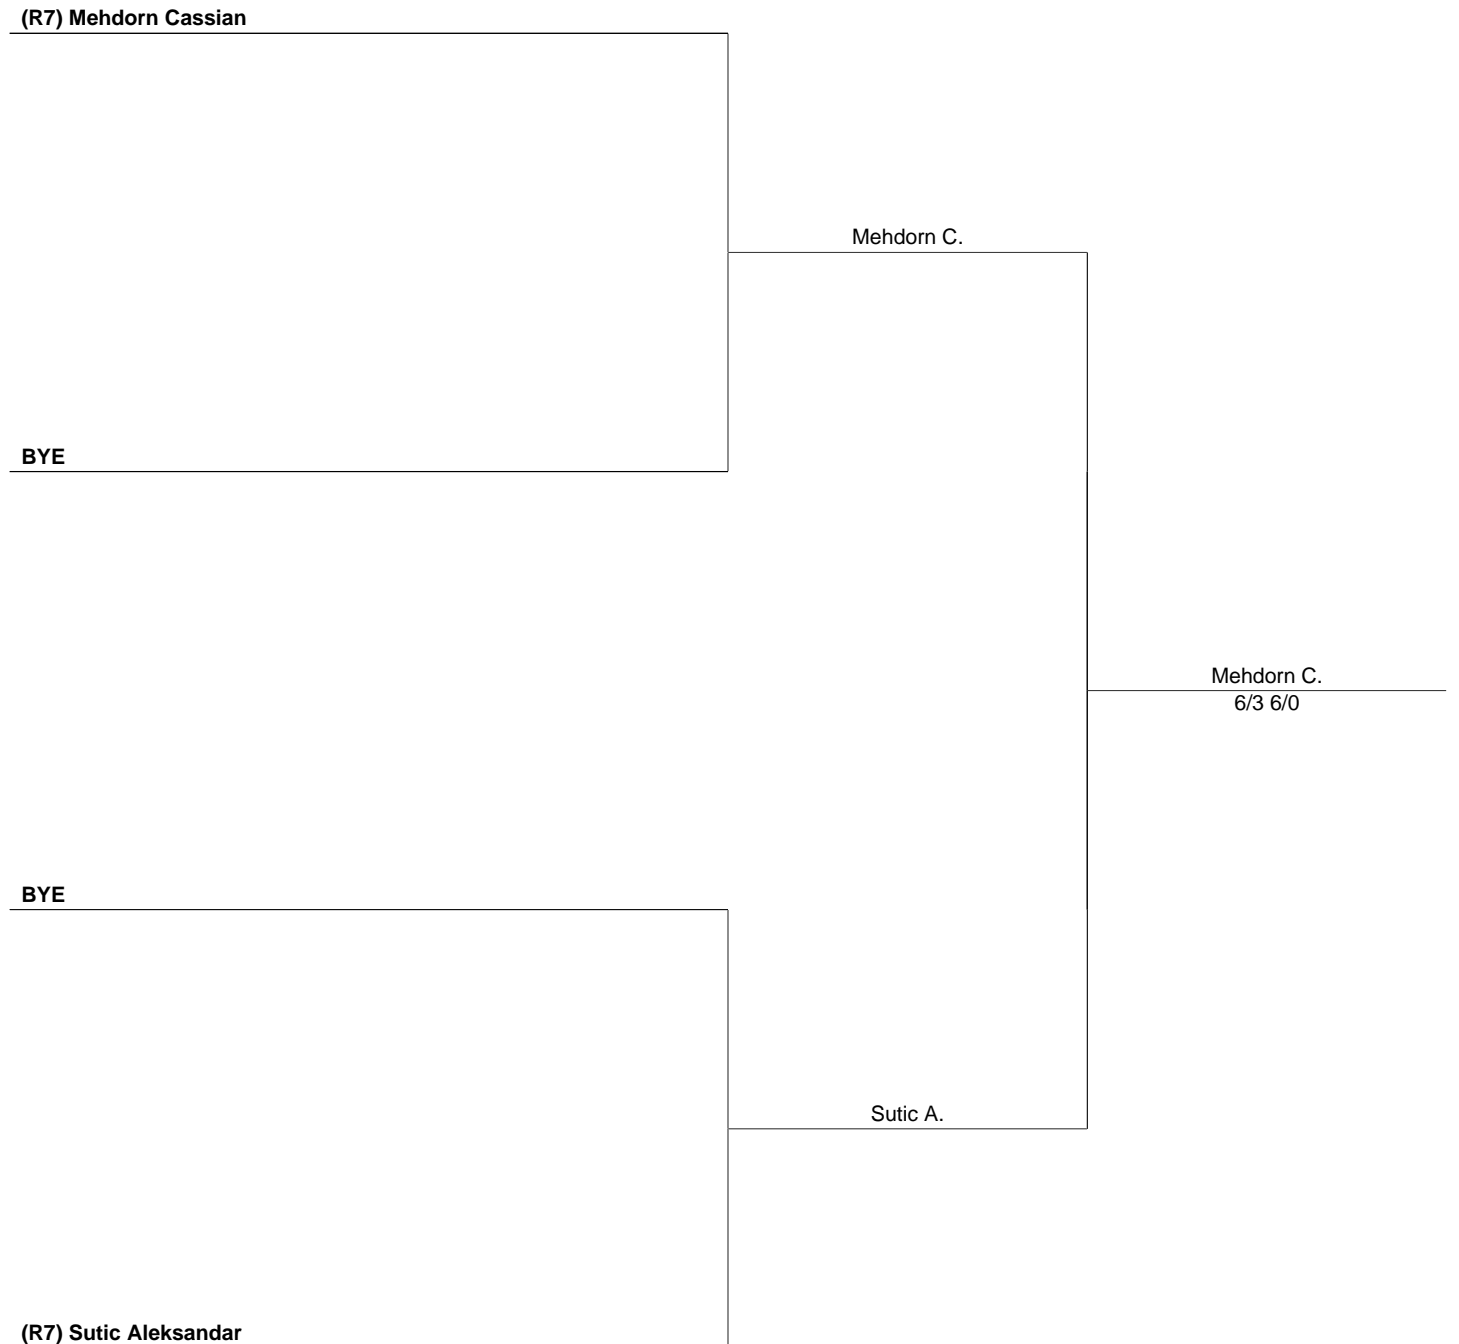 (R7) Mehdorn Cassian
Mehdorn C.
BYE
Mehdorn C.
6/3 6/0
BYE
Sutic A.
(R7) Sutic Aleksandar